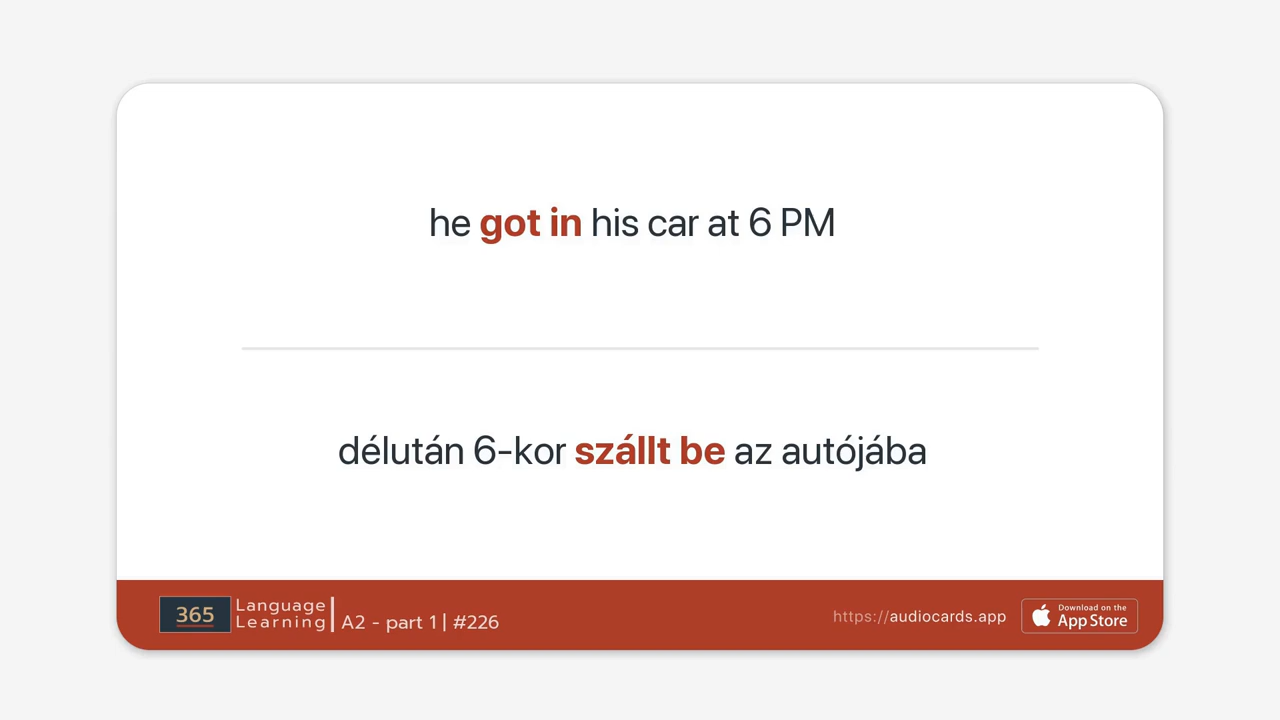 he got in his car at 6 PM
délután 6-kor szállt be az autójába
365
Language
Learning
A2 - part 1 | #226
https://audiocards.app
Download on the
App Store